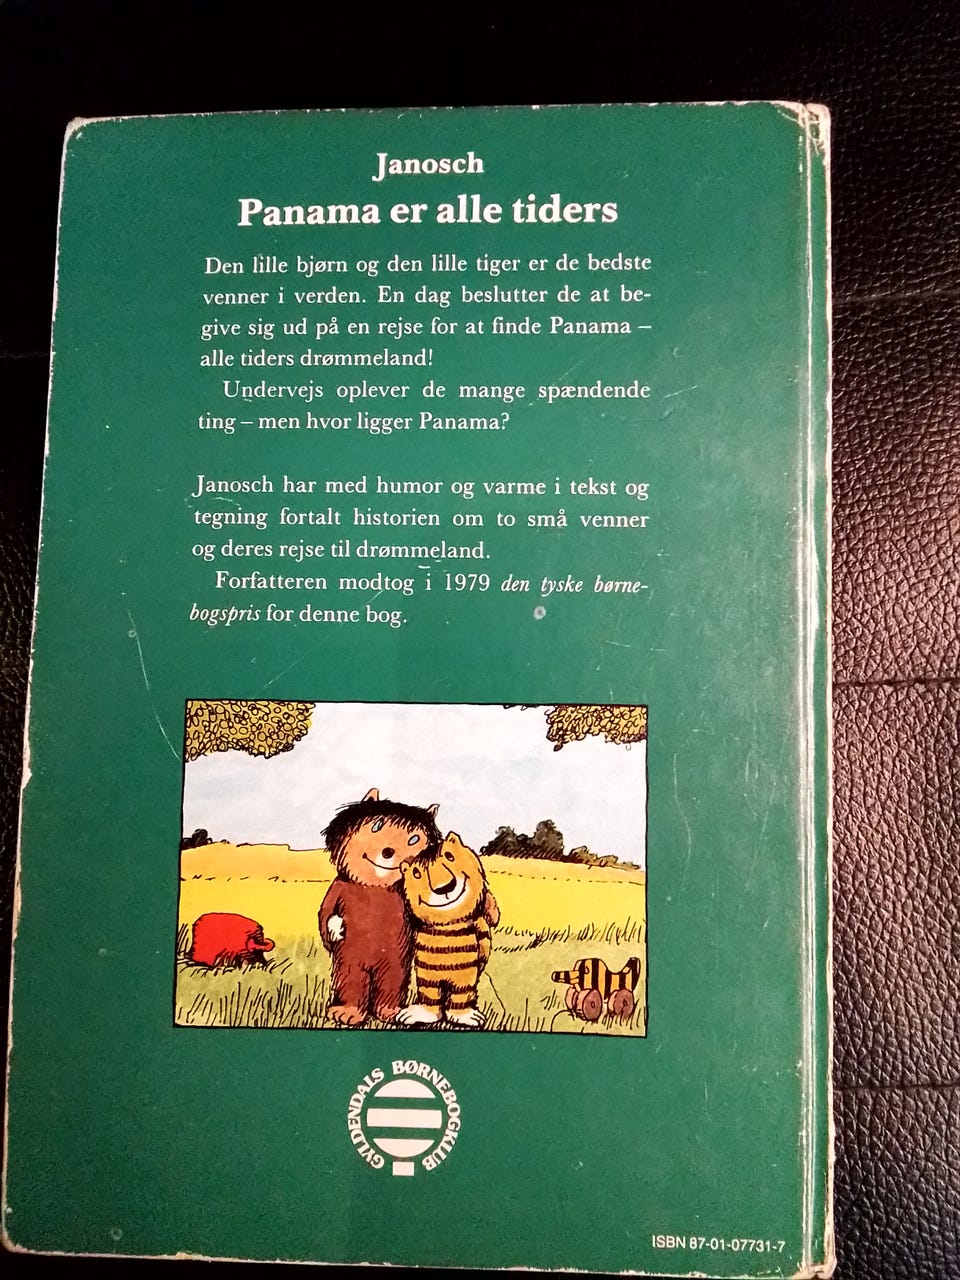 Janosch
Panama er alle tiders
Den lille bjørn og den lille tiger er de bedste
venner i verden. En dag beslutter de at be-
give sig ud på en rejse for at finde Panama –
alle tiders drømmeland!
Undervejs oplever de mange spændende
ting – men hvor ligger Panama?
Janosch har med humor og varme i tekst og
tegning fortalt historien om to små venner
og deres rejse til drømmeland.
Forfatteren modtog i 1979 den tyske børne-
bogspris for denne bog.
GYLDENDALS BØRNEBOGKLUB
ISBN 87-01-07731-7